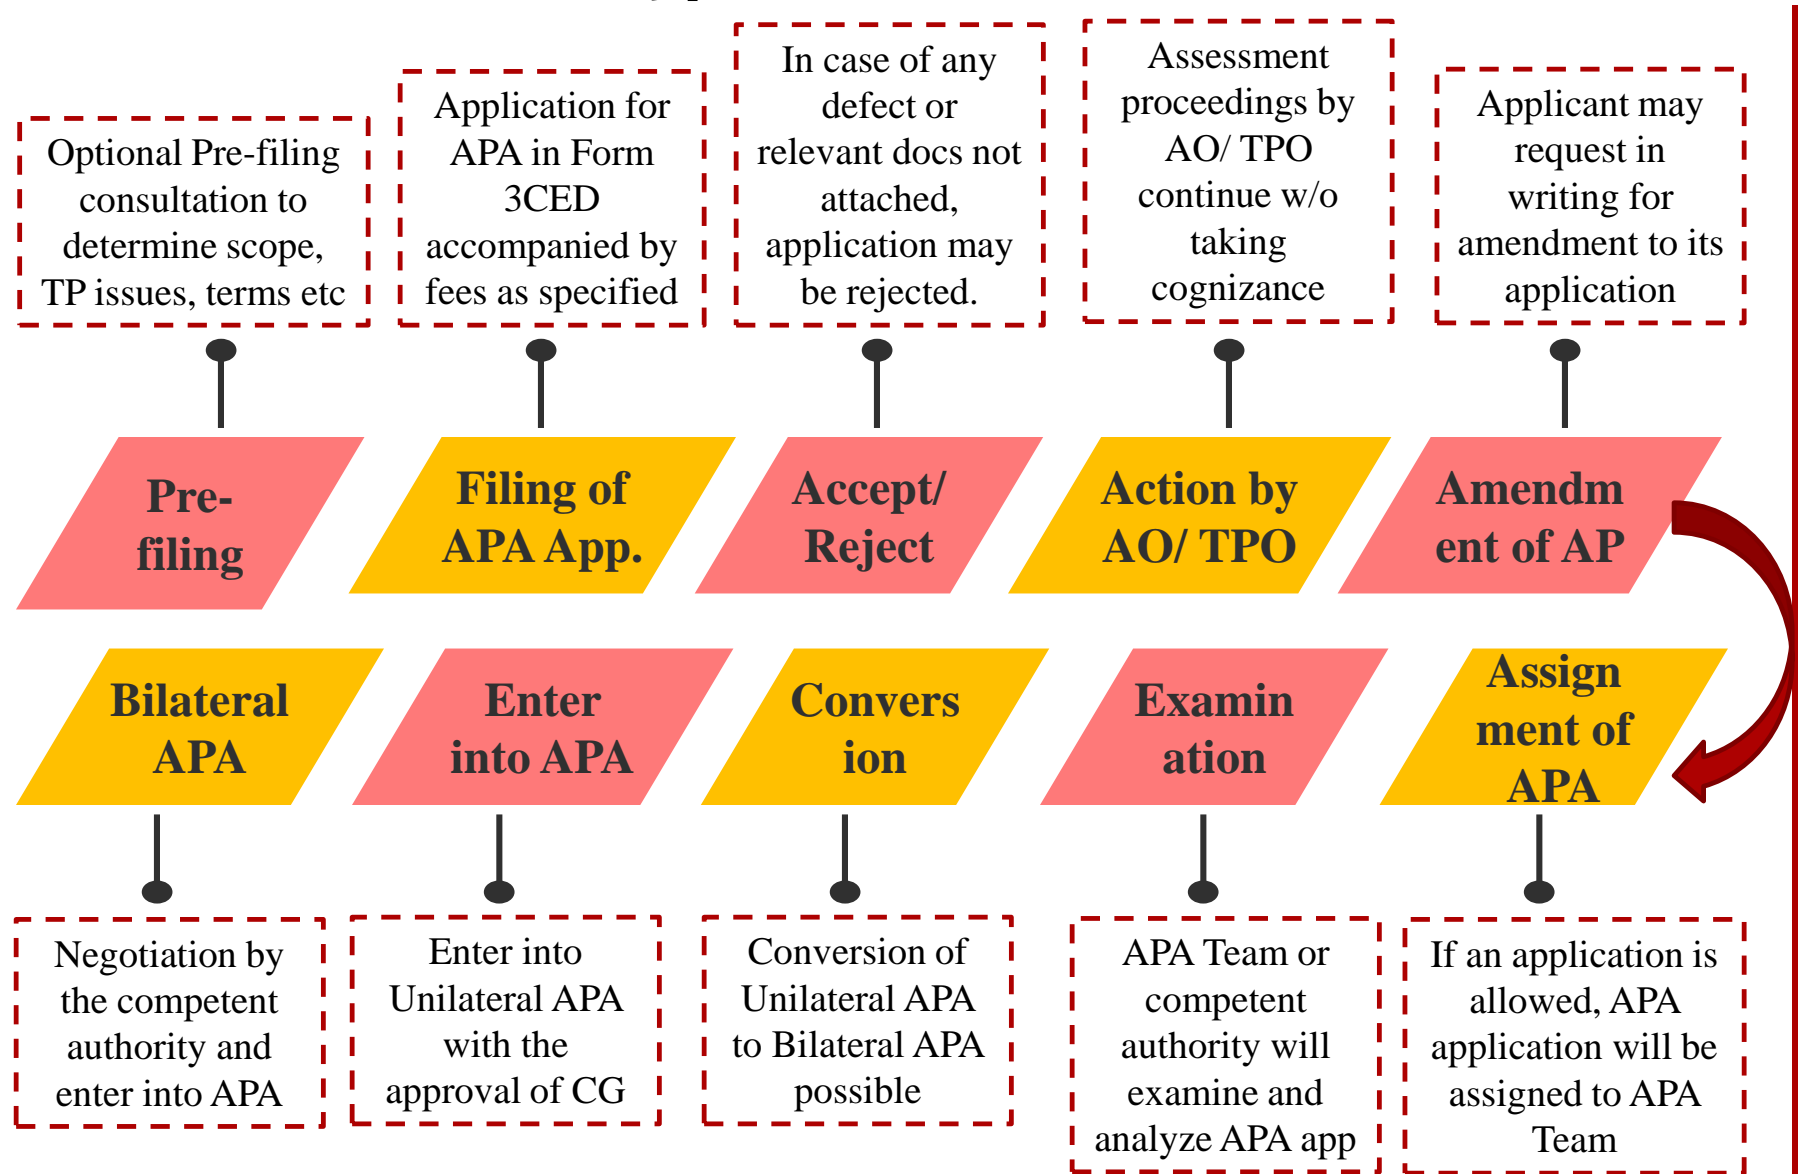 Optional Pre-filing
consultation to
determine scope,
TP issues, terms etc
Application for
APA in Form
3CED
accompanied by
fees as specified
In case of any
defect or
relevant docs not
attached,
application may
be rejected.
Assessment
proceedings by
AO/ TPO
continue w/o
taking
cognizance
Applicant may
request in
writing for
amendment to its
application
Pre-
filing
Filing of
APA App.
Accept/
Reject
Action by
AO/ TPO
Amendm
ent of AP
Bilateral
APA
Enter
into APA
Convers
ion
Examin
ation
Assign
ment of
APA
Negotiation by
the competent
authority and
enter into APA
Enter into
Unilateral APA
with the
approval of CG
Conversion of
Unilateral APA
to Bilateral APA
possible
APA Team or
competent
authority will
examine and
analyze APA app
If an application is
allowed, APA
application will be
assigned to APA
Team